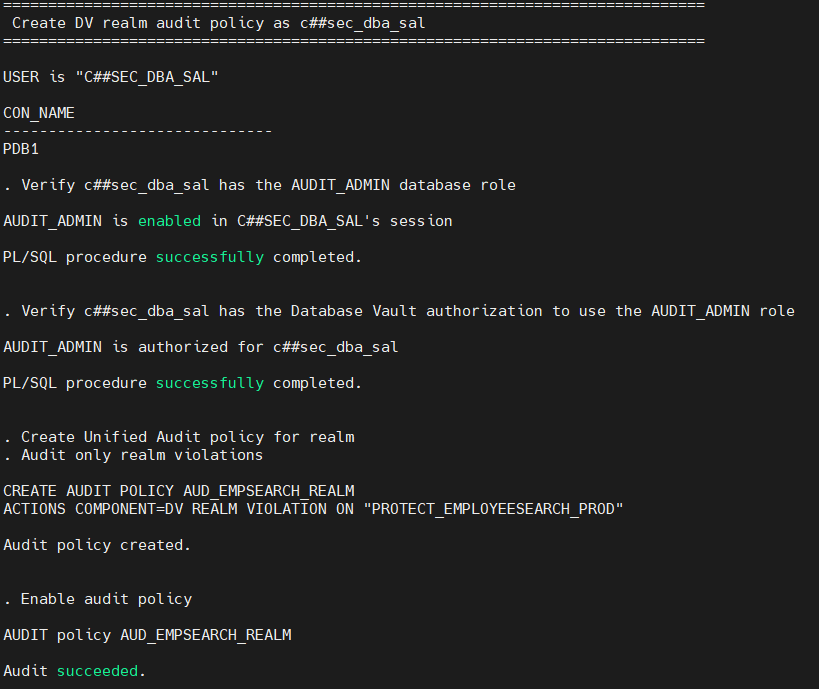 ==============================================================================
Create DV realm audit policy as c##sec_dba_sal
==============================================================================
USER is "C##SEC_DBA_SAL"
CON_NAME
------------------------------
PDB1
. Verify c##sec_dba_sal has the AUDIT_ADMIN database role
AUDIT_ADMIN is enabled in C##SEC_DBA_SAL's session
PL/SQL procedure successfully completed.
. Verify c##sec_dba_sal has the Database Vault authorization to use the AUDIT_ADMIN role
AUDIT_ADMIN is authorized for c##sec_dba_sal
PL/SQL procedure successfully completed.
. Create Unified Audit policy for realm
. Audit only realm violations
CREATE AUDIT POLICY AUD_EMPSEARCH_REALM
ACTIONS COMPONENT=DV REALM VIOLATION ON "PROTECT_EMPLOYEESEARCH_PROD"
Audit policy created.
. Enable audit policy
AUDIT policy AUD_EMPSEARCH_REALM
Audit succeeded.